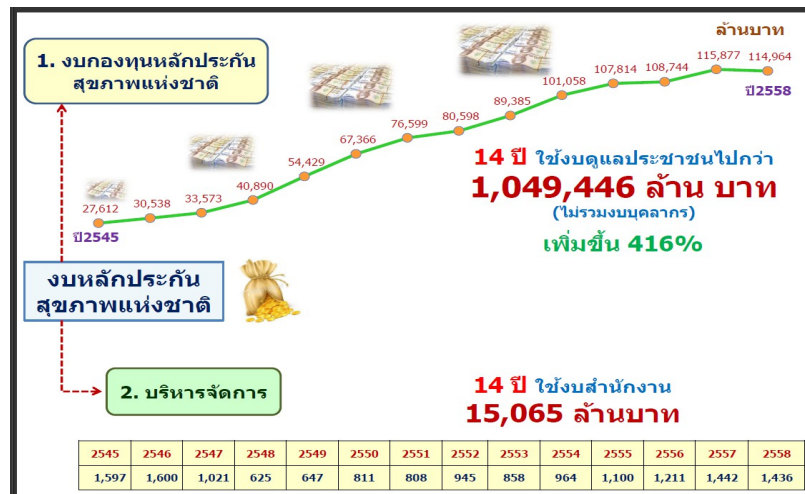 ล้านบาท
1. งบกองทุนหลักประกัน
สุขภาพแห่งชาติ
27,612 30,538 33,573 40,890 54,429 67,366 76,599 80,598 89,385 101,058 107,814 108,744 115,877 114,964
ปี2545
ปี2558
14 ปี ใช้งบดูแลประชาชนไปกว่า
1,049,446 ล้าน บาท
(ไม่รวมงบบุคลากร)
เพิ่มขึ้น 416%
งบหลักประกัน
สุขภาพแห่งชาติ
2. บริหารจัดการ
14 ปี ใช้งบสำนักงาน
15,065 ล้านบาท
2545 2546 2547 2548 2549 2550 2551 2552 2553 2554 2555 2556 2557 2558
1,597 1,600 1,021 625 647 811 808 945 858 964 1,100 1,211 1,442 1,436